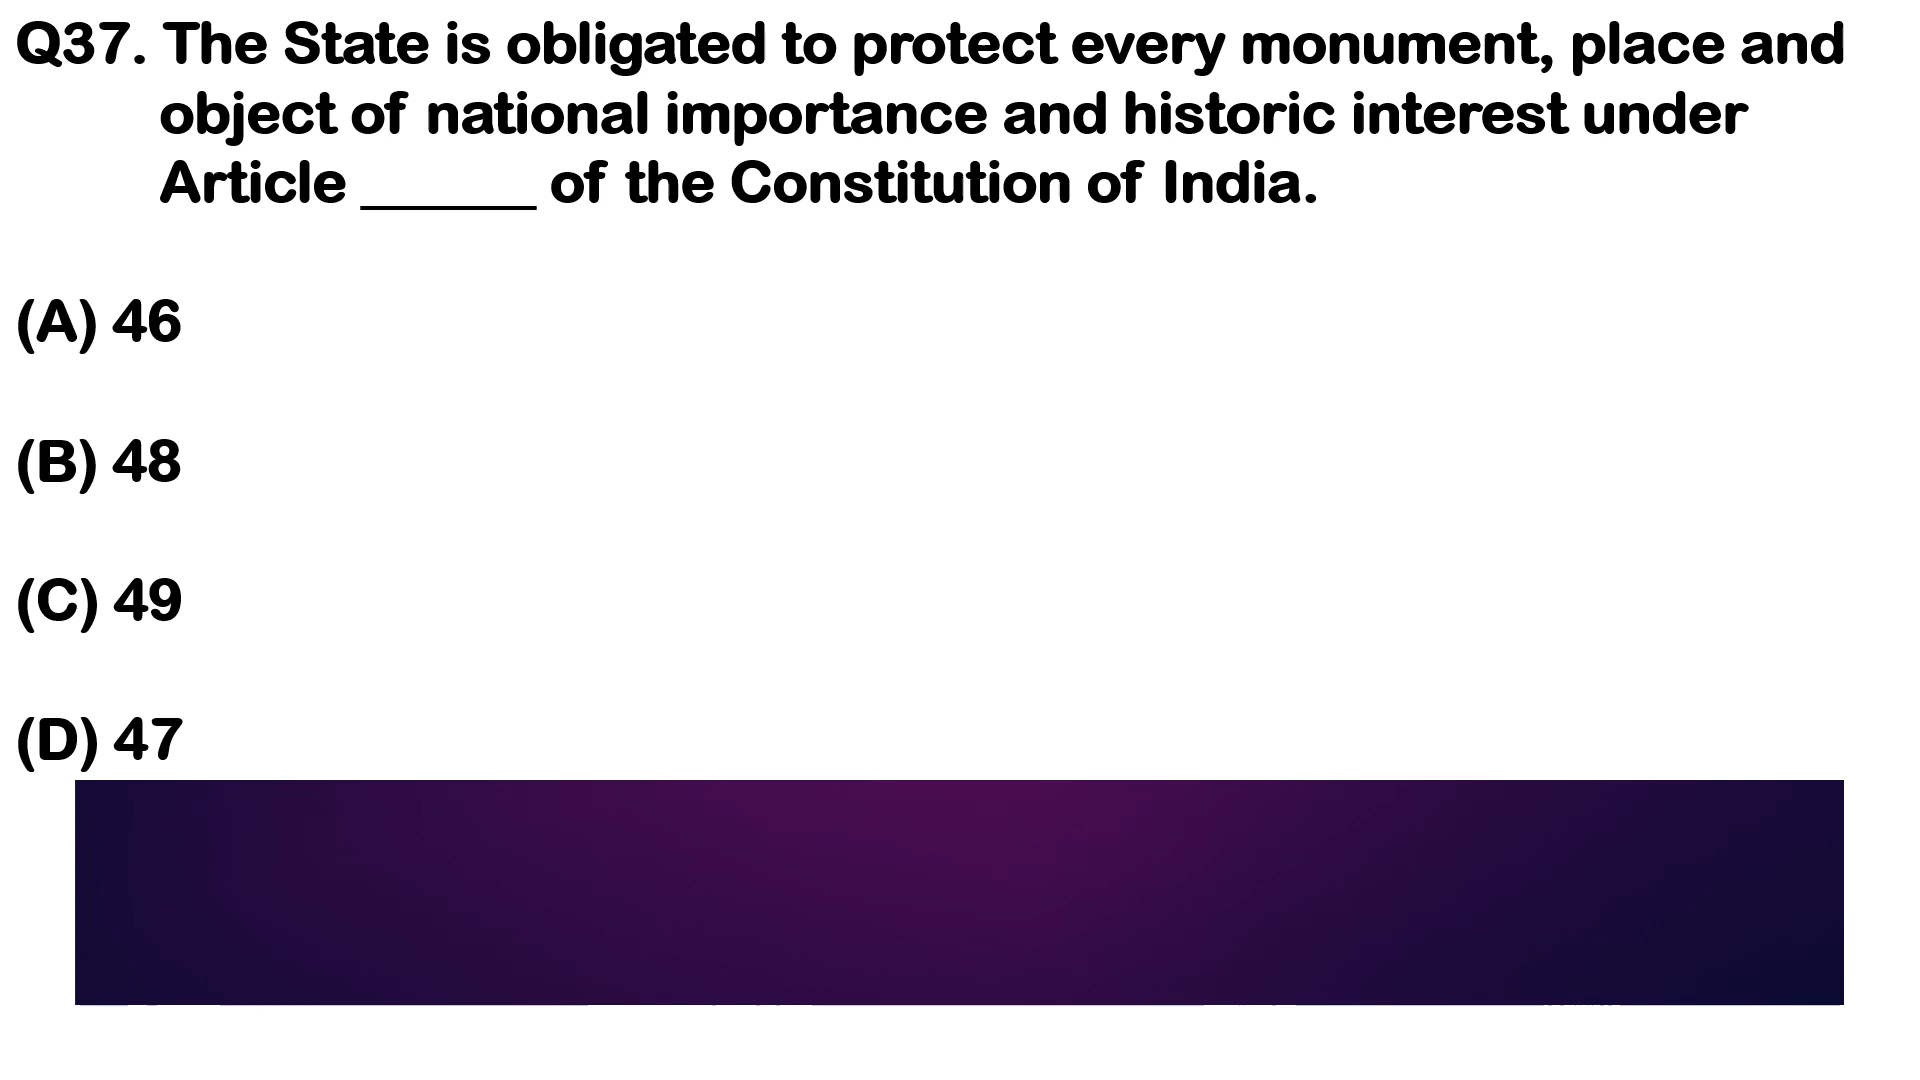 Q37. The State is obligated to protect every monument, place and
object of national importance and historic interest under
Article ______ of the Constitution of India.
(A) 46
(B) 48
(C) 49
(D) 47